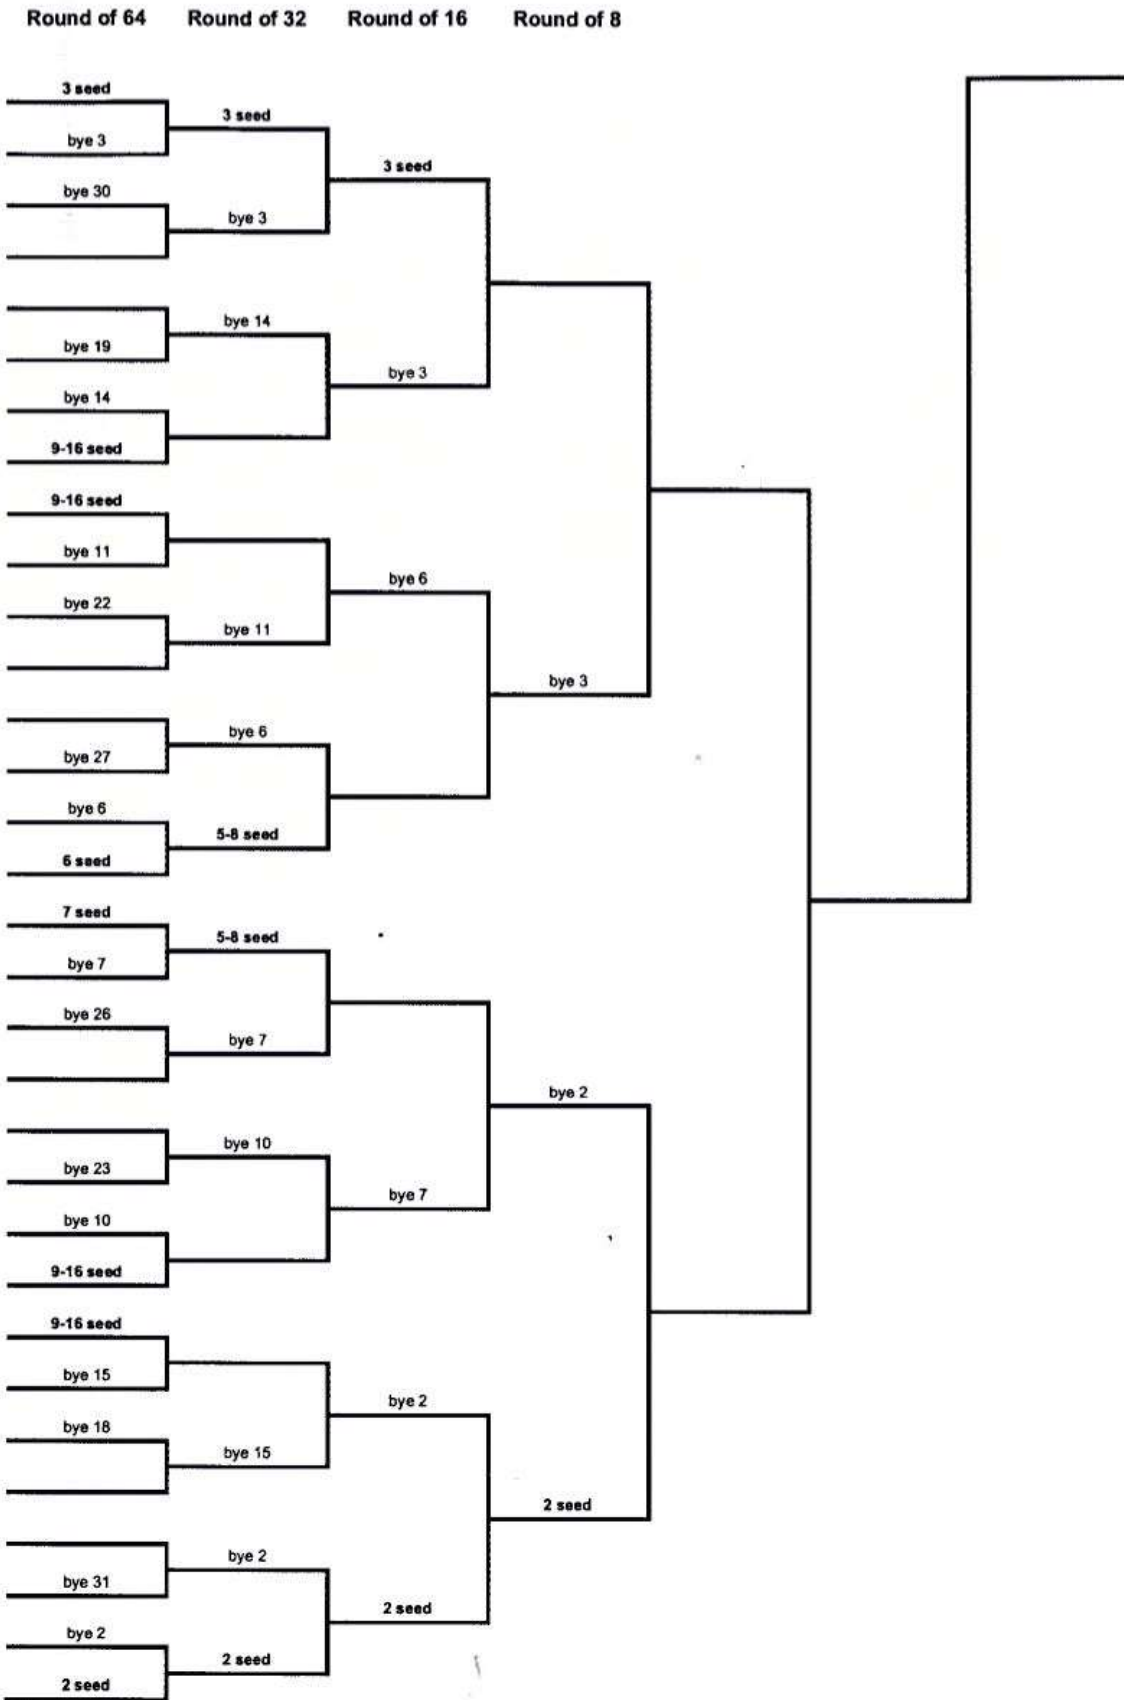 Round of 64 Round of 32 Round of 16 Round of 8
3 seed
3 seed
bye 3
3 seed
bye 30
bye 3
bye 14
bye 19
bye 3
bye 14
9-16 seed
9-16 seed
bye 11
bye 6
bye 22
bye 11
bye 3
bye 6
bye 27
bye 6
5-8 seed
6 seed
7 seed
5-8 seed
bye 7
bye 26
bye 7
bye 2
bye 10
bye 23
bye 7
bye 10
9-16 seed
9-16 seed
bye 15
bye 2
bye 18
bye 15
2 seed
bye 2
bye 31
2 seed
bye 2
2 seed
2 seed